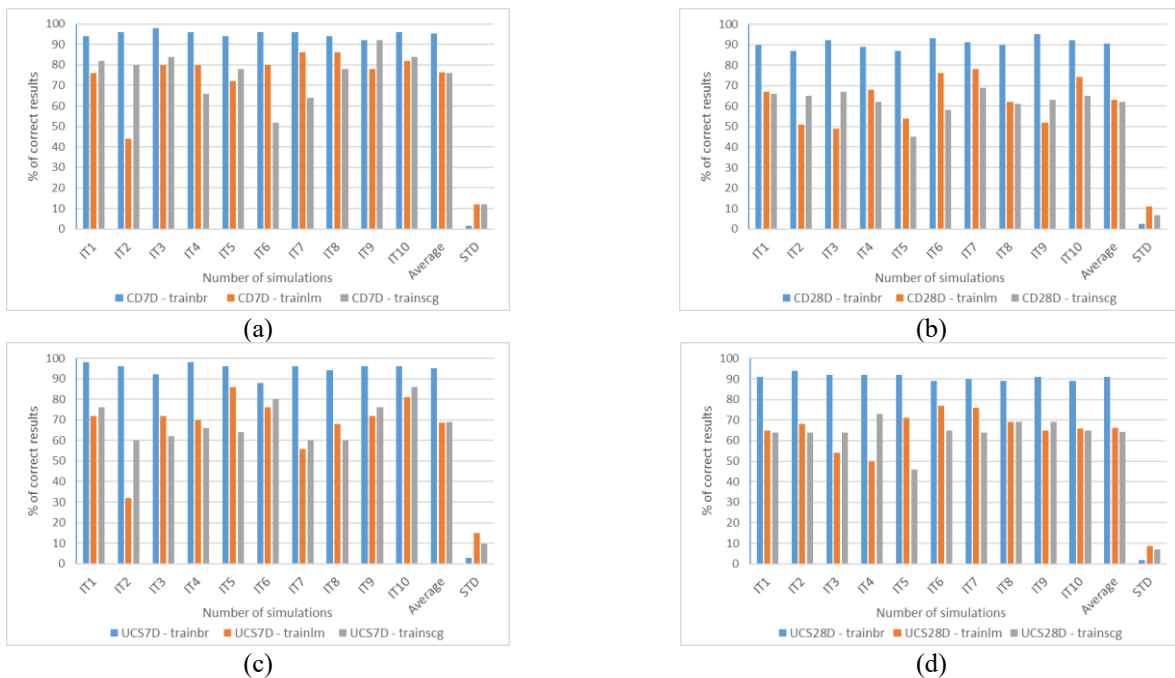 100
90
80
70
60
50
40
30
20
10
0
% of correct results
IT1 IT2 IT3 IT4 IT5 IT6 IT7 IT8 IT9 IT10 Average STD
Number of simulations
CD7D - trainbr CD7D - trainlm CD7D - trainscg
(a)
100
90
80
70
60
50
40
30
20
10
0
% of correct results
IT1 IT2 IT3 IT4 IT5 IT6 IT7 IT8 IT9 IT10 Average STD
Number of simulations
CD28D - trainbr CD28D - trainlm CD28D - trainscg
(b)
100
90
80
70
60
50
40
30
20
10
0
% of correct results
IT1 IT2 IT3 IT4 IT5 IT6 IT7 IT8 IT9 IT10 Average STD
Number of simulations
UCS7D - trainbr UCS7D - trainlm UCS7D - trainscg
(c)
100
90
80
70
60
50
40
30
20
10
0
% of correct results
IT1 IT2 IT3 IT4 IT5 IT6 IT7 IT8 IT9 IT10 Average STD
Number of simulations
UCS28D - trainbr UCS28D - trainlm UCS28D - trainscg
(d)